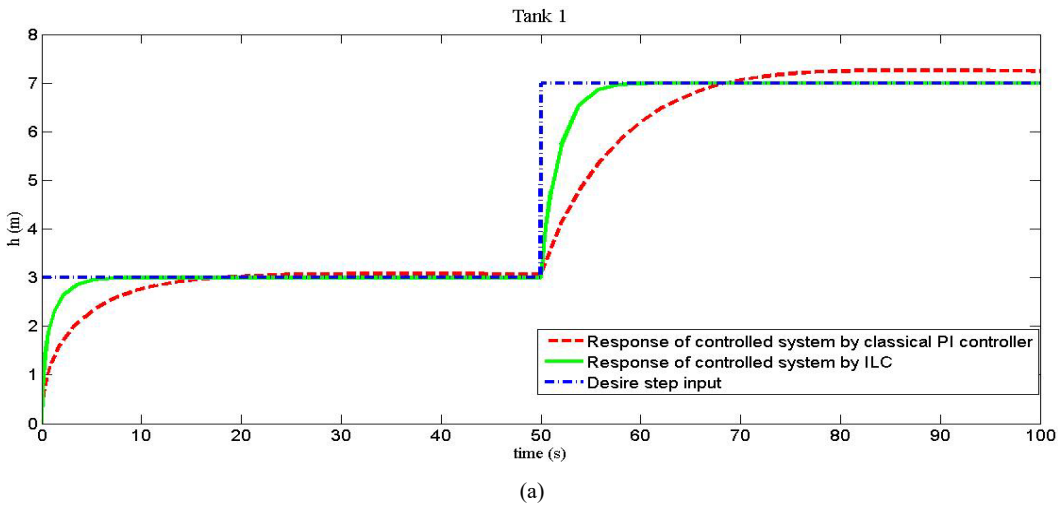 Tank 1
8
7
6
5
4
3
2
1
0
h (m)
Response of controlled system by classical PI controller
Response of controlled system by ILC
Desire step input
0 10 20 30 40 50 60 70 80 90 100
time (s)
(a)